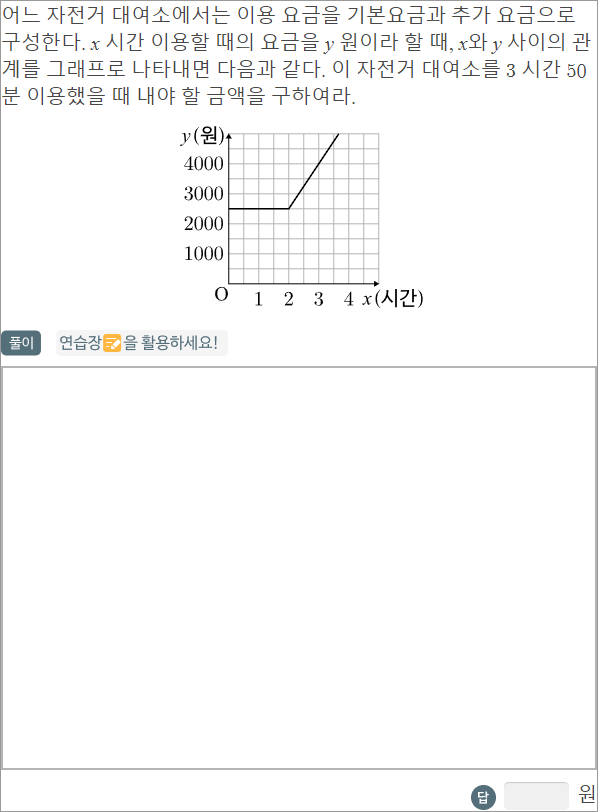 어느 자전거 대여소에서는 이용 요금을 기본요금과 추가 요금으로
구성한다. x 시간 이용할 때의 요금을 y 원이라 할 때, x와 y 사이의 관
계를 그래프로 나타내면 다음과 같다. 이 자전거 대여소를 3 시간 50
분 이용했을 때 내야 할 금액을 구하여라.
y(원)
4000
3000
2000
1000
O 1 2 3 4 x(시간)
풀이 연습장을 활용하세요!
답 원